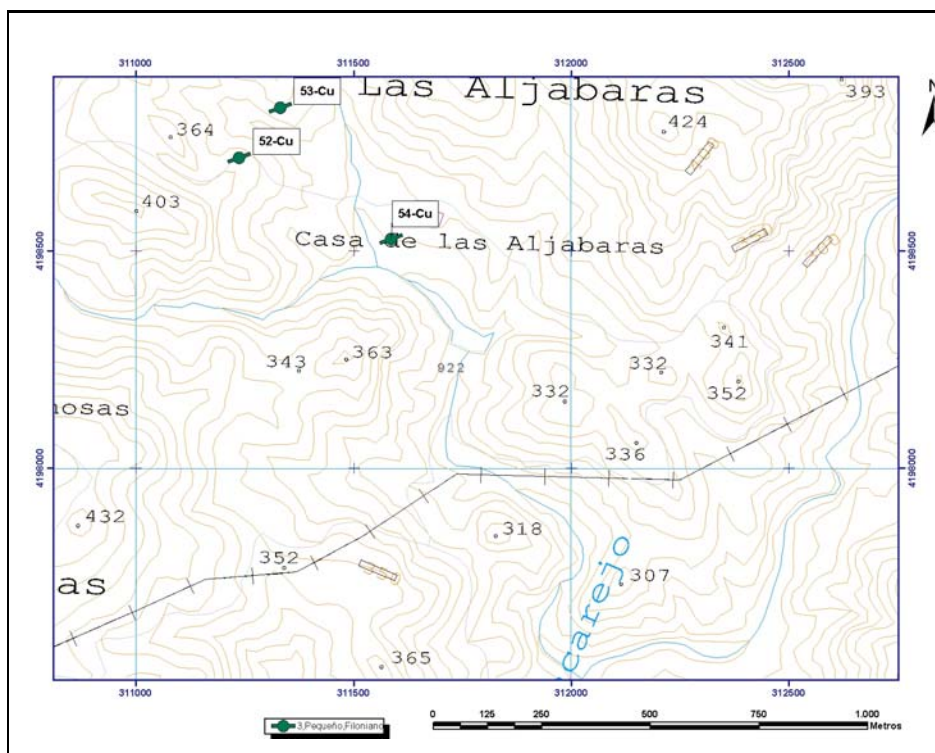 311000 311500 312000 312500
53-Cu
Las Aljabaras
393
N
364
424
52-Cu
403
54-Cu
4198500
Casa de las Aljabaras
4198500
341
343
363
922
332
332
352
nosas
336
4198000
4198000
432
318
352
as
307
carejo
365
311000 311500 312000 312500
3,Pequeño,Filoniano
0 125 250 500 750 1.000
Metros